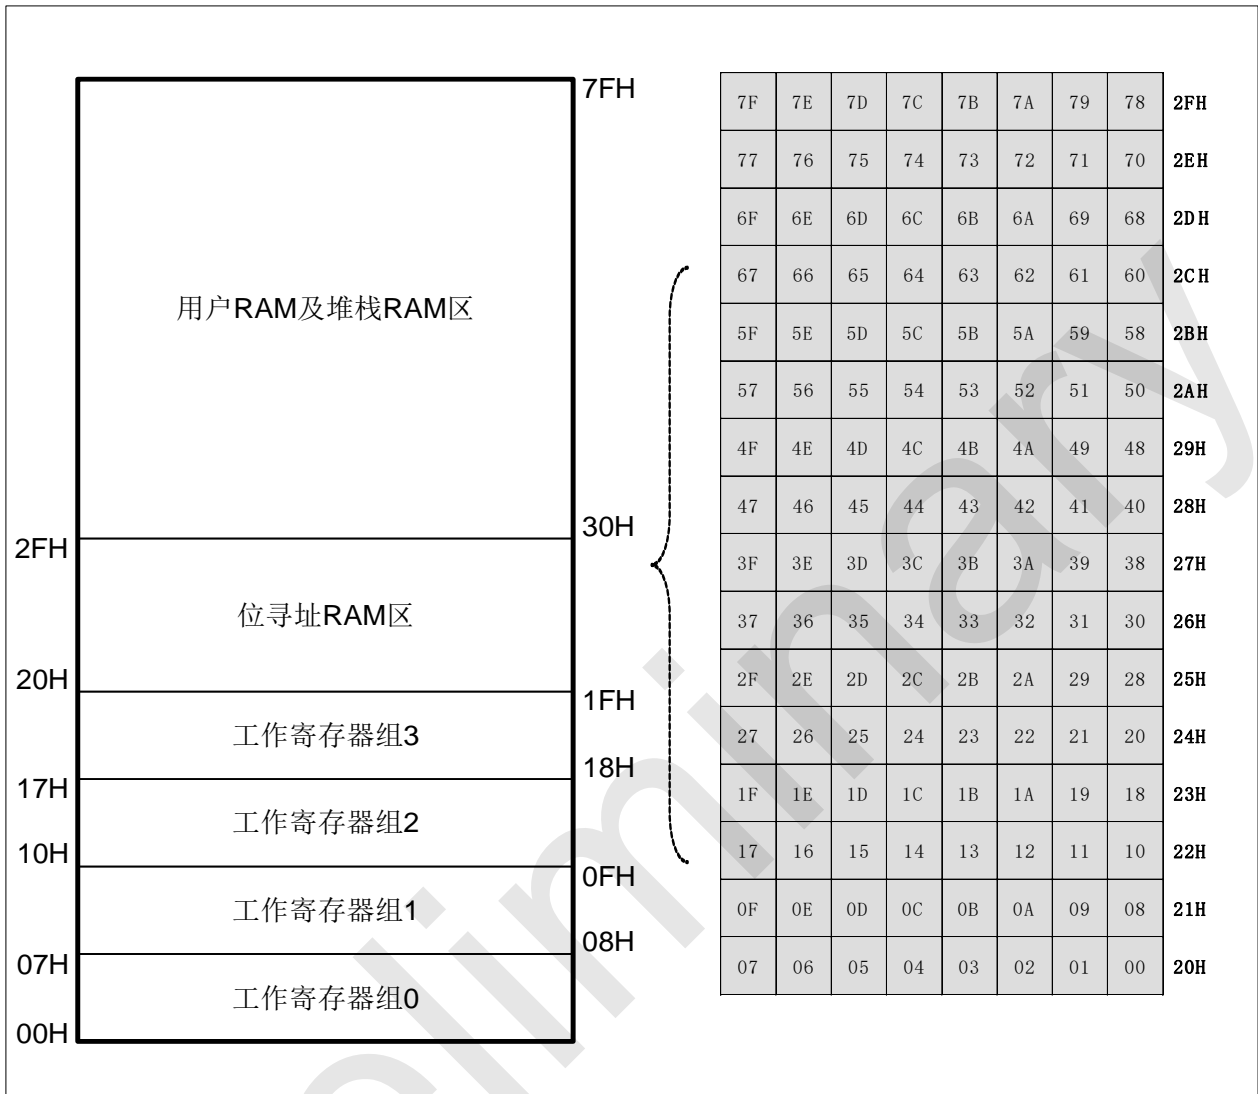 7FH
用户RAM及堆栈RAM区
30H
2FH
位寻址RAM区
20H
1FH
工作寄存器组3
18H
17H
工作寄存器组2
10H
0FH
工作寄存器组1
08H
07H
工作寄存器组0
00H
7F 7E 7D 7C 7B 7A 79 78 2FH
77 76 75 74 73 72 71 70 2EH
6F 6E 6D 6C 6B 6A 69 68 2DH
67 66 65 64 63 62 61 60 2CH
5F 5E 5D 5C 5B 5A 59 58 2BH
57 56 55 54 53 52 51 50 2AH
4F 4E 4D 4C 4B 4A 49 48 29H
47 46 45 44 43 42 41 40 28H
3F 3E 3D 3C 3B 3A 39 38 27H
37 36 35 34 33 32 31 30 26H
2F 2E 2D 2C 2B 2A 29 28 25H
27 26 25 24 23 22 21 20 24H
1F 1E 1D 1C 1B 1A 19 18 23H
17 16 15 14 13 12 11 10 22H
0F 0E 0D 0C 0B 0A 09 08 21H
07 06 05 04 03 02 01 00 20H
eliminary